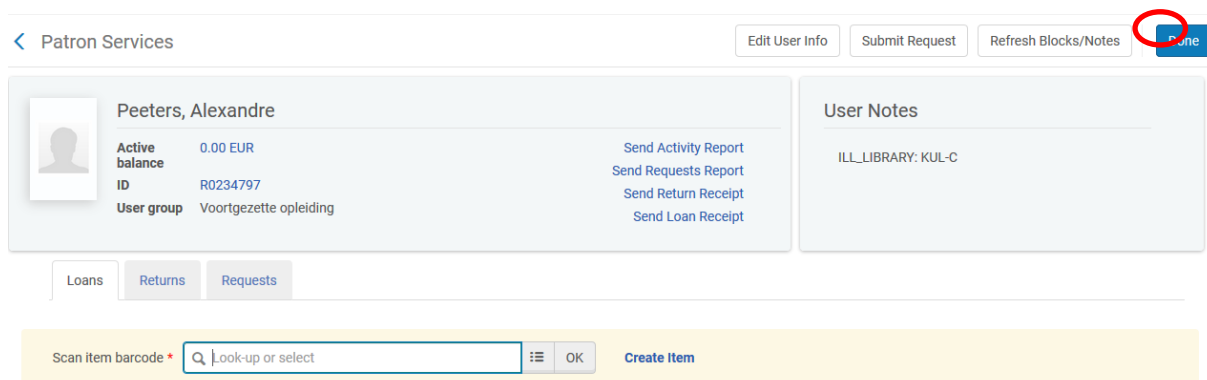 Patron Services
Edit User Info
Submit Request
Refresh Blocks/Notes
Done
Peeters, Alexandre
Active balance 0.00 EUR
ID R0234797
User group Voortgezette opleiding
Send Activity Report
Send Requests Report
Send Return Receipt
Send Loan Receipt
User Notes
ILL_LIBRARY: KUL-C
Loans
Returns
Requests
Scan item barcode * Look-up or select OK Create Item